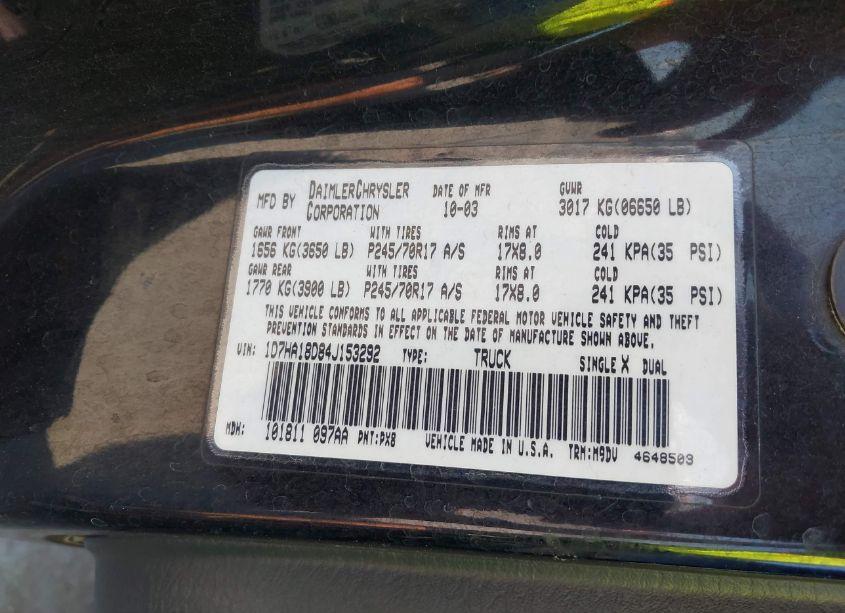 MFD BY DAIMLERCHRYSLER CORPORATION DATE OF MFR 10-03 GVWR 3017 KG(06650 LB)
GAWR FRONT WITH TIRES RIMS AT COLD
1656 KG(3650 LB) P245/70R17 A/S 17X8.0 241 KPA(35 PSI)
GAWR REAR WITH TIRES RIMS AT COLD
1770 KG(3900 LB) P245/70R17 A/S 17X8.0 241 KPA(35 PSI)
THIS VEHICLE CONFORMS TO ALL APPLICABLE FEDERAL MOTOR VEHICLE SAFETY AND THEFT
PREVENTION STANDARDS IN EFFECT ON THE DATE OF MANUFACTURE SHOWN ABOVE.
VIN: 1D7HA18D84J153292 TYPE: TRUCK SINGLE X DUAL
MDH: 101811 097AA PNT:PX8 VEHICLE MADE IN U.S.A. TRM:M9DV 4648503